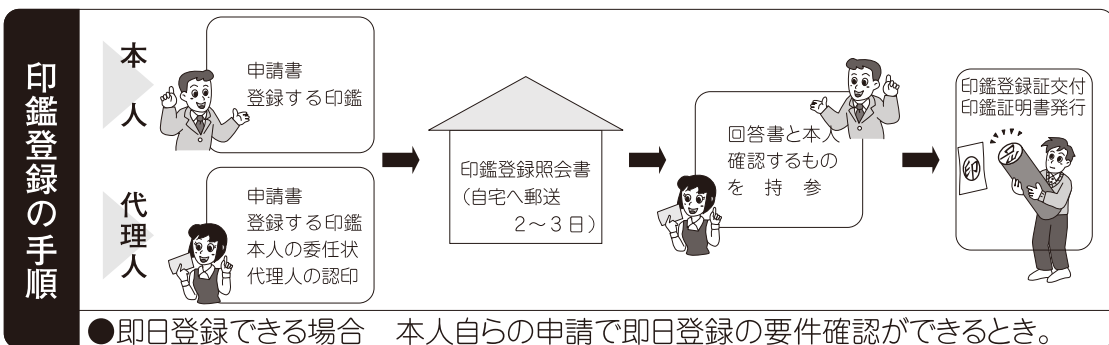 印鑑登録の手順
本人
申請書
登録する印鑑
代理人
申請書
登録する印鑑
本人の委任状
代理人の認印
印鑑登録照会書
（自宅へ郵送
2～3日）
回答書と本人
確認するもの
を持参
印鑑登録証交付
印鑑証明書発行
印
●即日登録できる場合　本人自らの申請で即日登録の要件確認ができるとき。